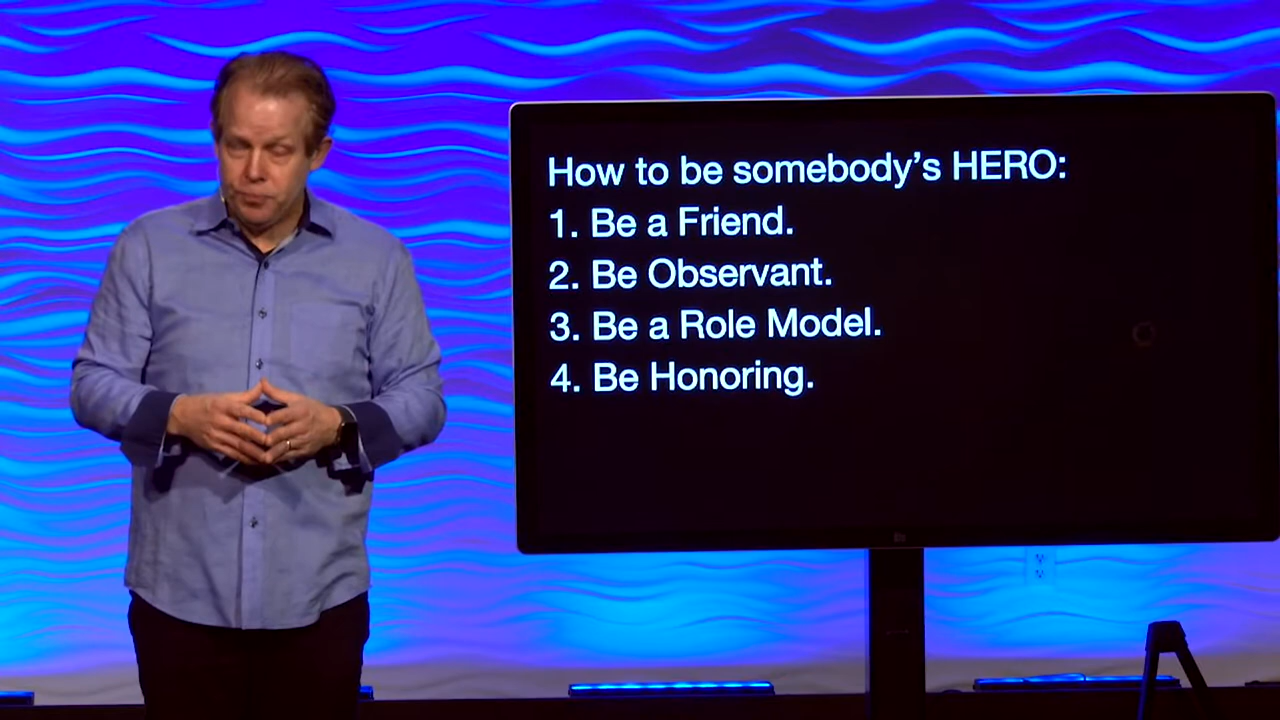 How to be somebody’s HERO:
1. Be a Friend.
2. Be Observant.
3. Be a Role Model.
4. Be Honoring.